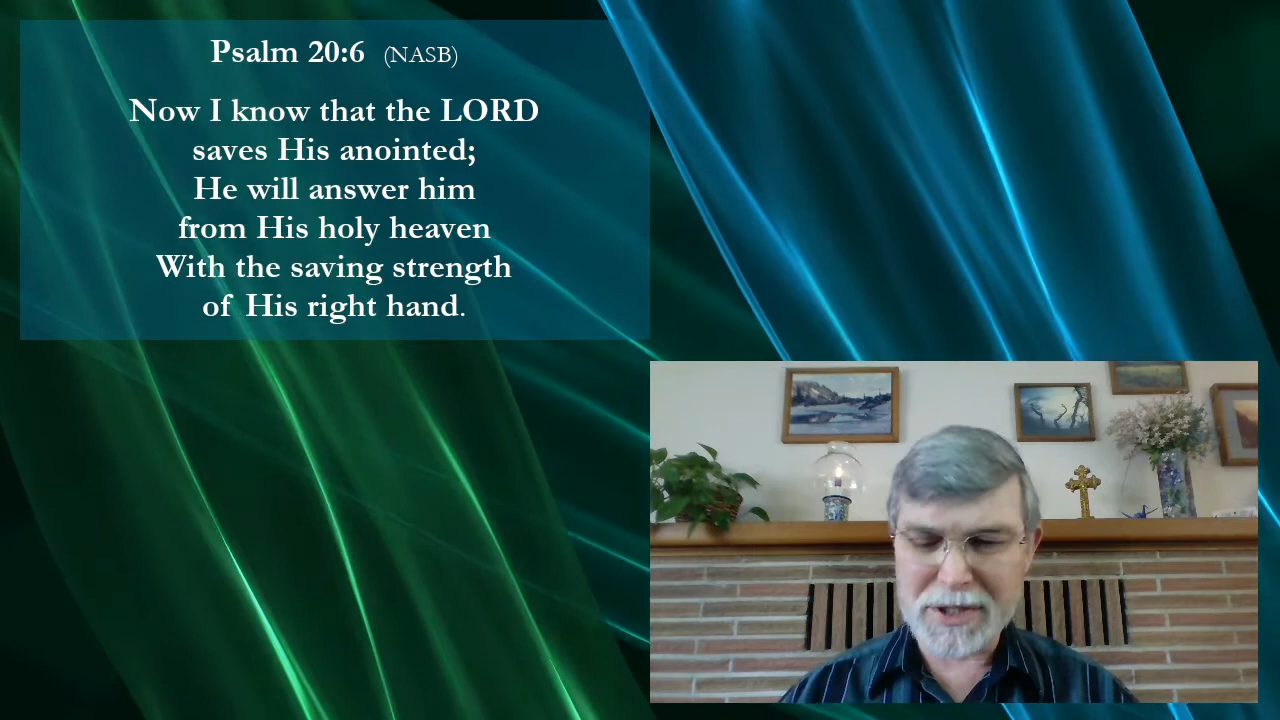 Psalm 20:6 (NASB)
Now I know that the LORD
saves His anointed;
He will answer him
from His holy heaven
With the saving strength
of His right hand.